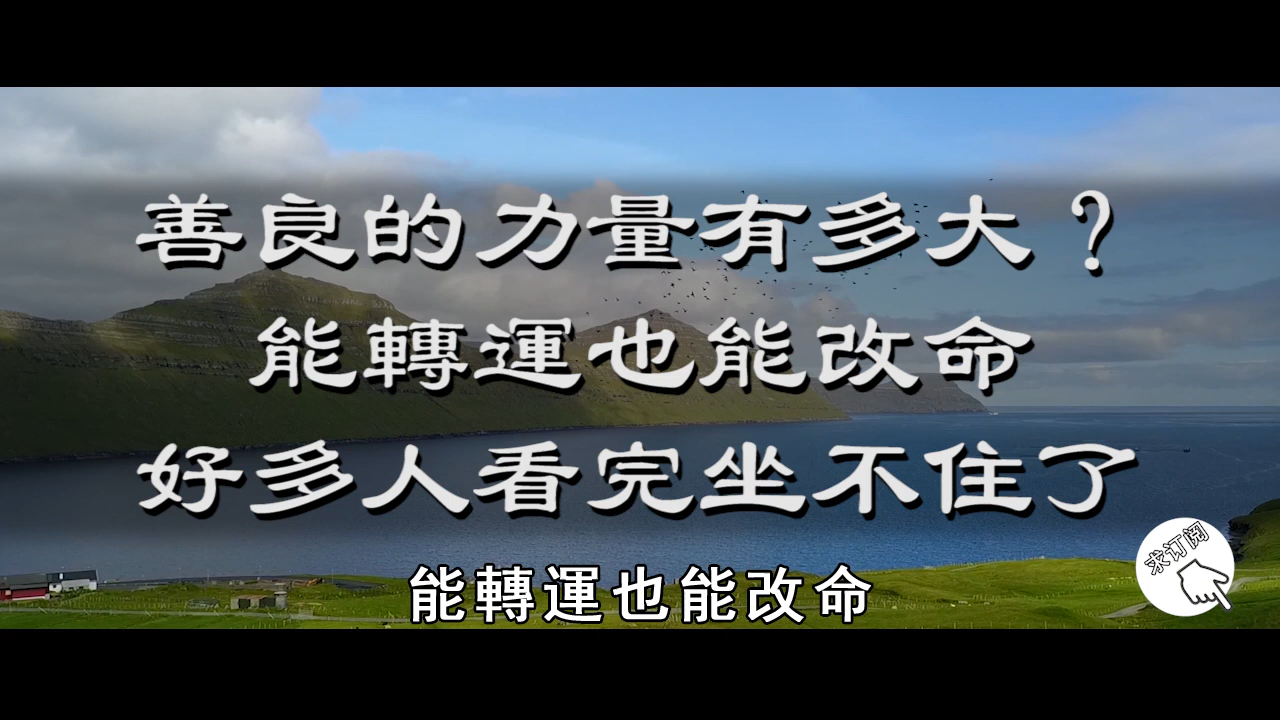 善良的力量有多大？
能轉運也能改命
好多人看完坐不住了
求订阅
能轉運也能改命